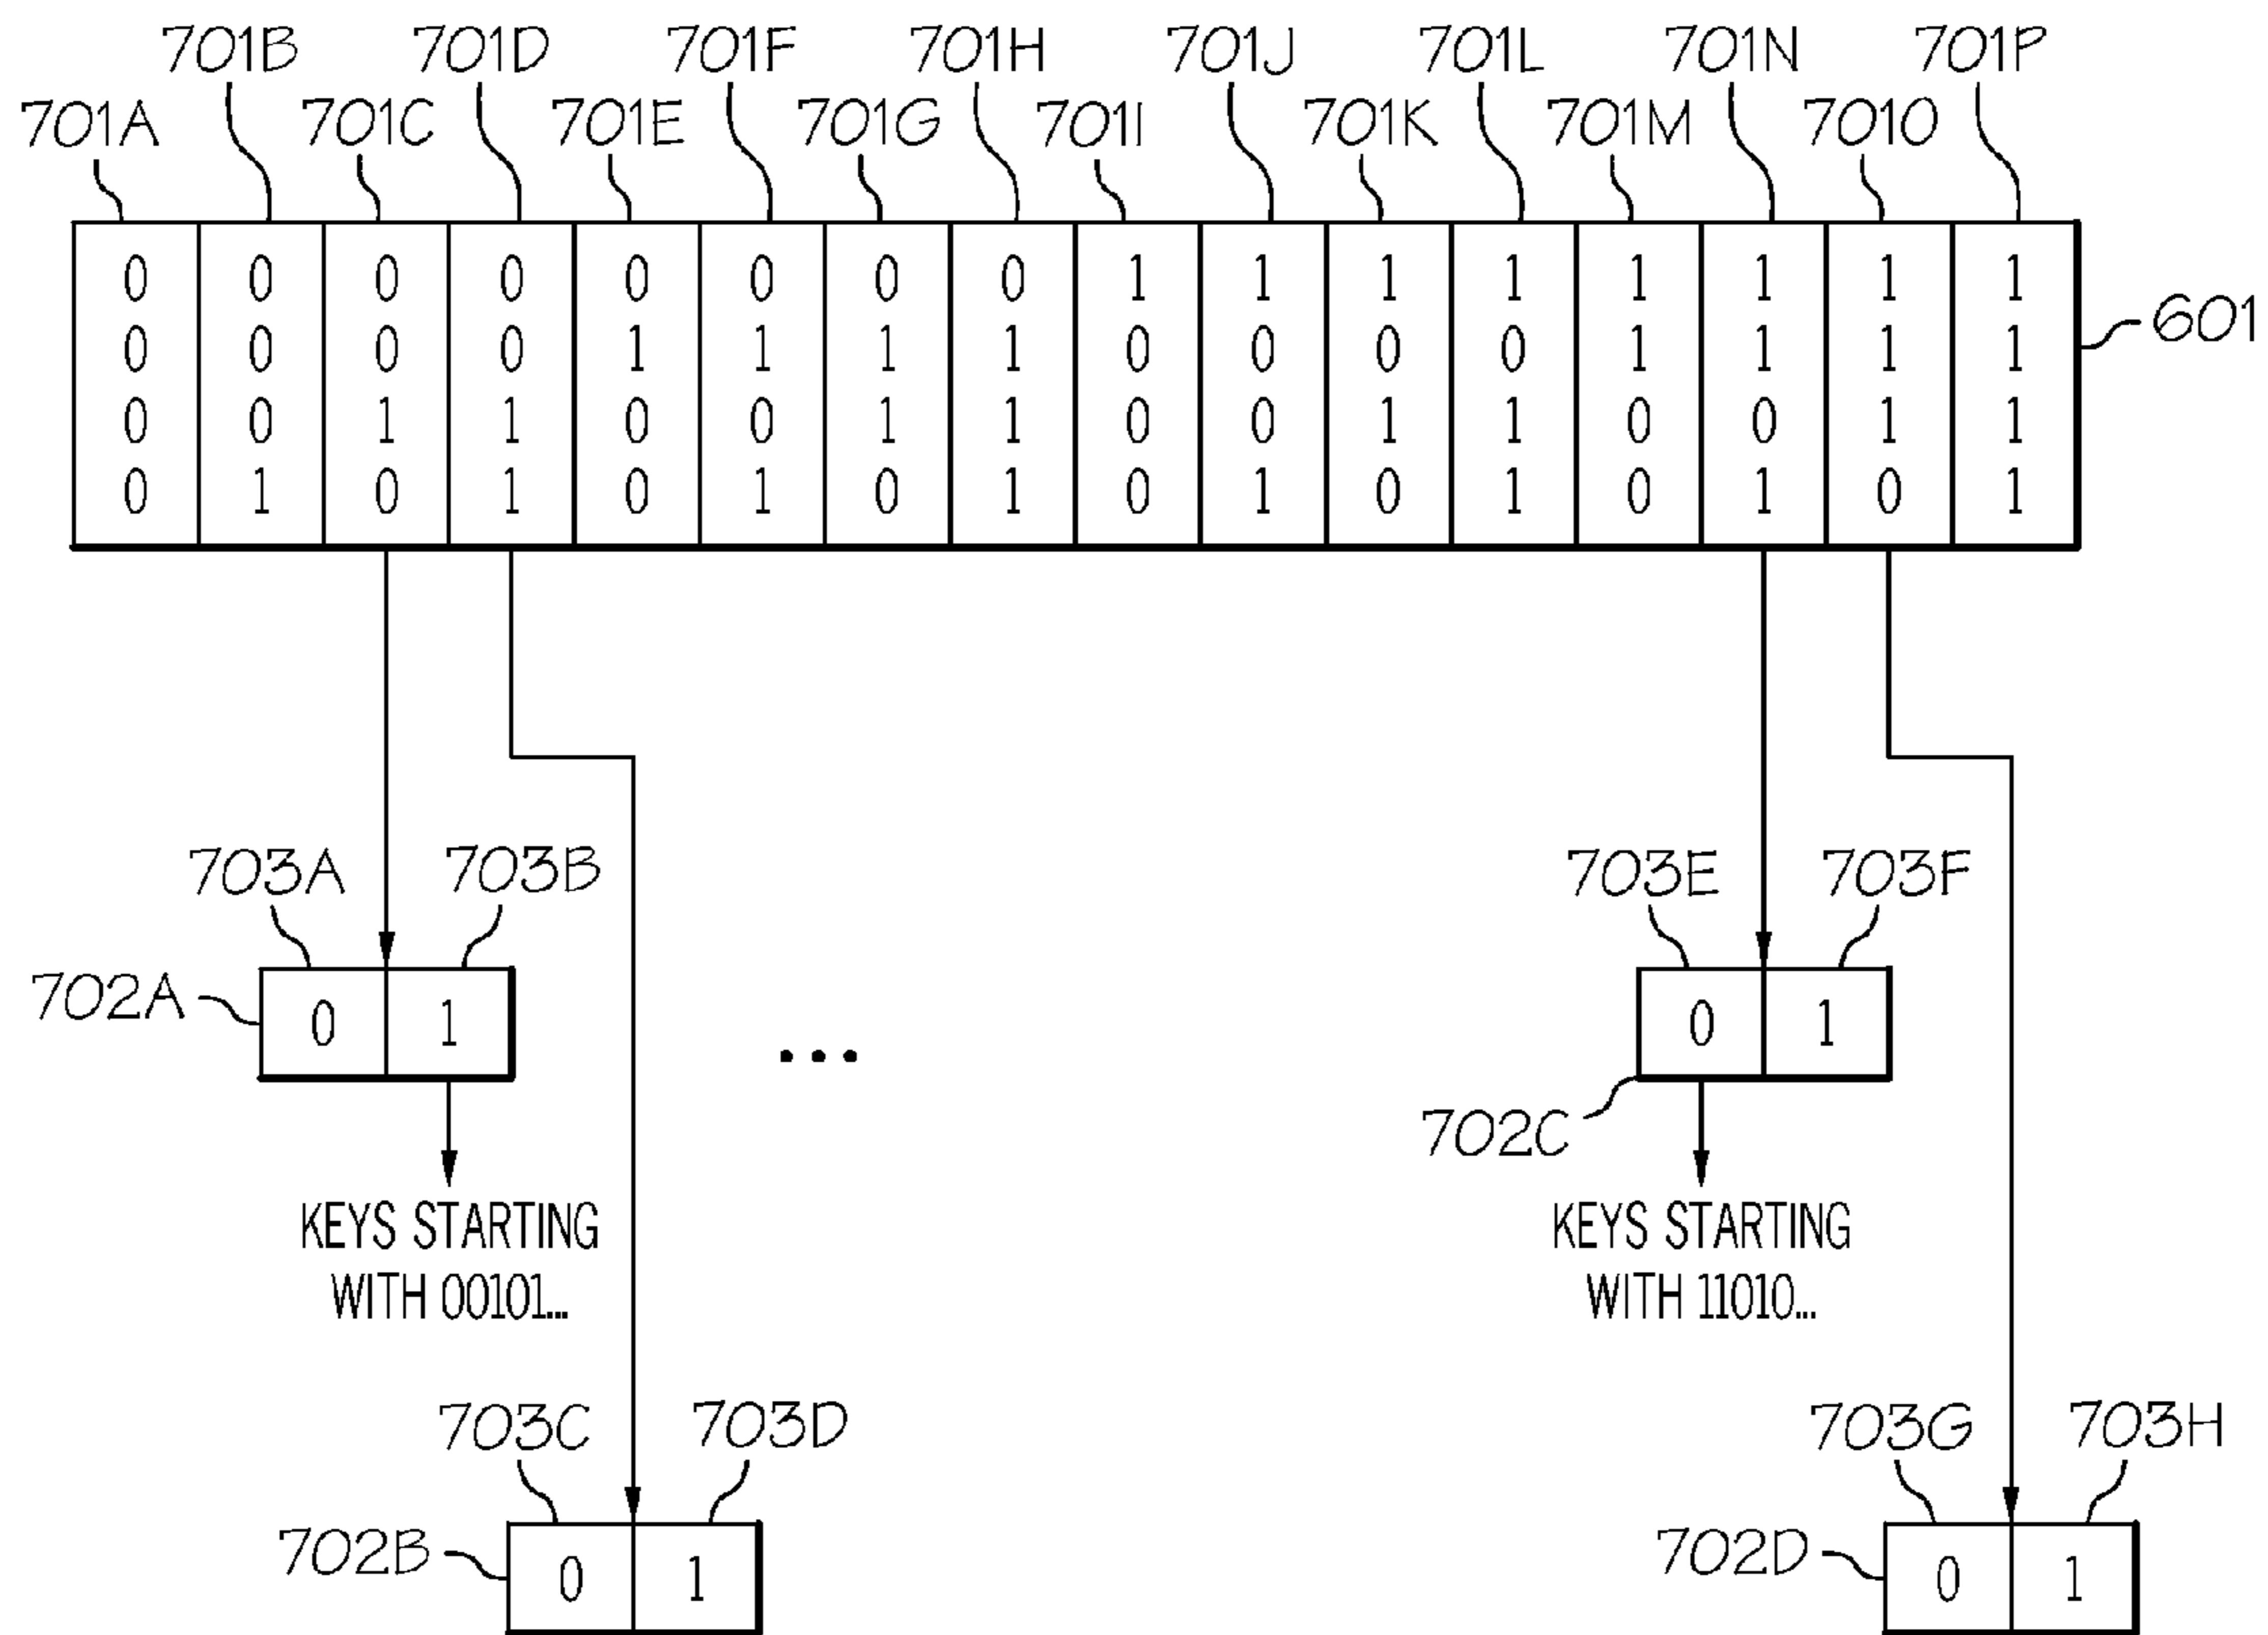 701B 701D 701F 701H 701J 701L 701N 701P
701A 701C 701E 701G 701I 701K 701M 701O
0 0 0 0 0 0 0 0 1 1 1 1 1 1 1 1
0 0 0 0 1 1 1 1 0 0 0 0 1 1 1 1
601
0 0 1 1 0 0 1 1 0 0 1 1 0 0 1 1
0 1 0 1 0 1 0 1 0 1 0 1 0 1 0 1
703A 703B 703E 703F
702A
0 1 0 1
...
702C
KEYS STARTING
WITH 00101...
KEYS STARTING
WITH 11010...
703C 703D 703G 703H
702B 0 1 702D 0 1